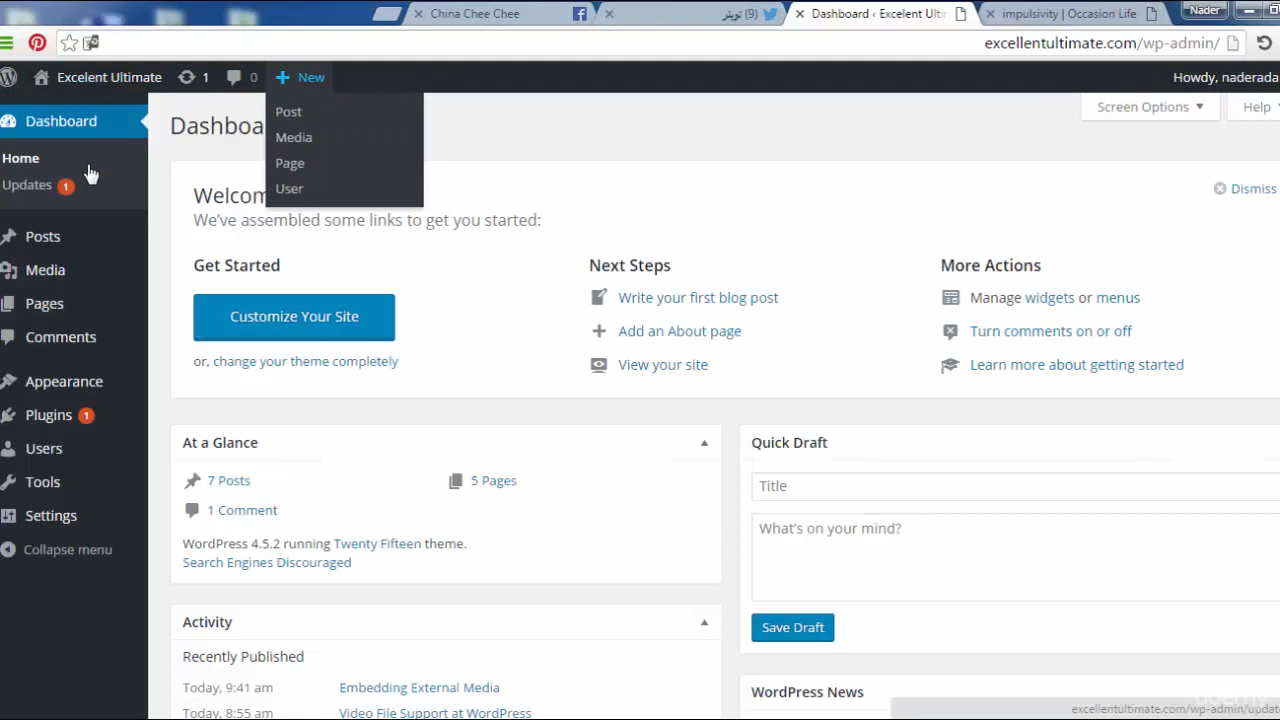 China Chee Chee
(9) تويتر
Dashboard ‹ Excelent Ulti
impulsivity | Occasion Life
Nader
excellentultimate.com/wp-admin/
Excelent Ultimate
1
0
New
Howdy, naderada
Dashboard
Home
Updates 1
Posts
Media
Pages
Comments
Appearance
Plugins 1
Users
Tools
Settings
Collapse menu
Post
Media
Page
User
Screen Options
Help
Dashboa
Welcom
We've assembled some links to get you started:
Dismiss
Get Started
Customize Your Site
or, change your theme completely
Next Steps
Write your first blog post
Add an About page
View your site
More Actions
Manage widgets or menus
Turn comments on or off
Learn more about getting started
At a Glance
7 Posts
5 Pages
1 Comment
WordPress 4.5.2 running Twenty Fifteen theme.
Search Engines Discouraged
Activity
Recently Published
Today, 9:41 am Embedding External Media
Today, 8:55 am Video File Support at WordPress
Quick Draft
Title
What's on your mind?
Save Draft
WordPress News
excellentultimate.com/wp-admin/update